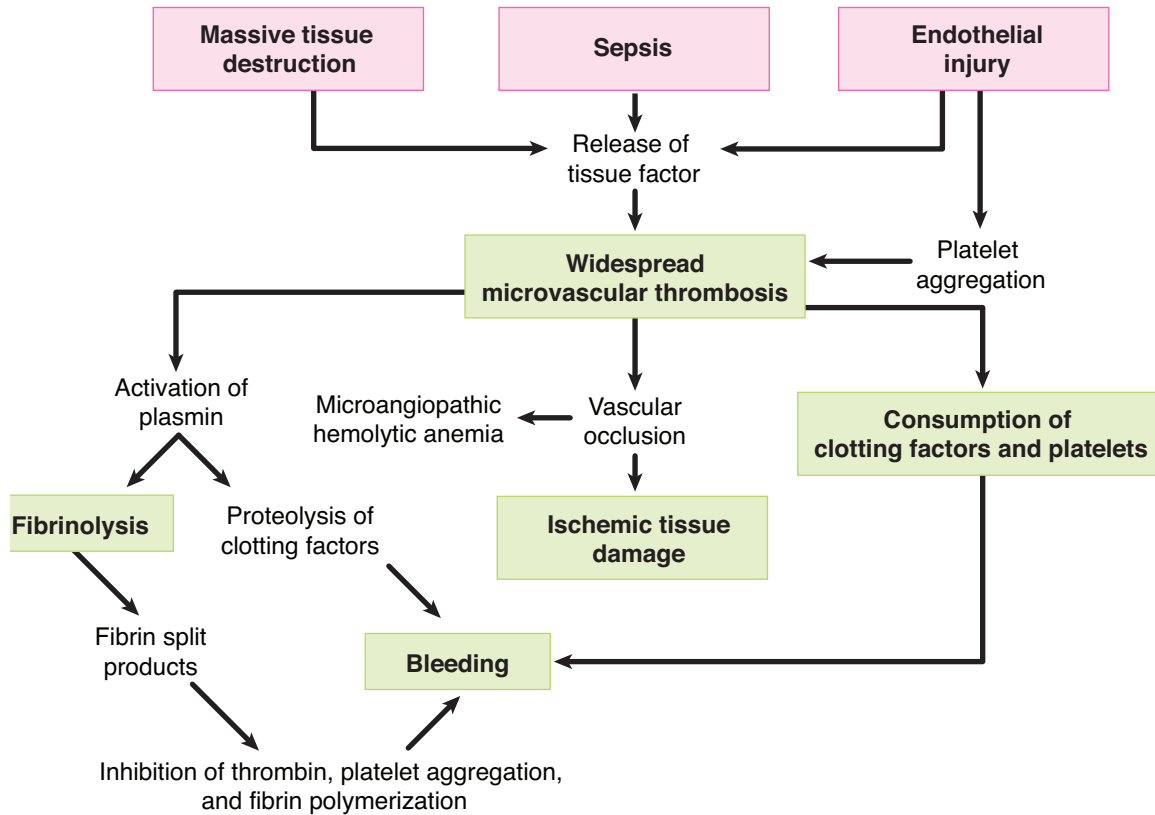 Massive tissue
destruction
Sepsis
Endothelial
injury
Release of
tissue factor
Widespread
microvascular thrombosis
Platelet
aggregation
Activation of
plasmin
Microangiopathic
hemolytic anemia
Vascular
occlusion
Consumption of
clotting factors and platelets
Fibrinolysis
Proteolysis of
clotting factors
Ischemic tissue
damage
Fibrin split
products
Bleeding
Inhibition of thrombin, platelet aggregation,
and fibrin polymerization